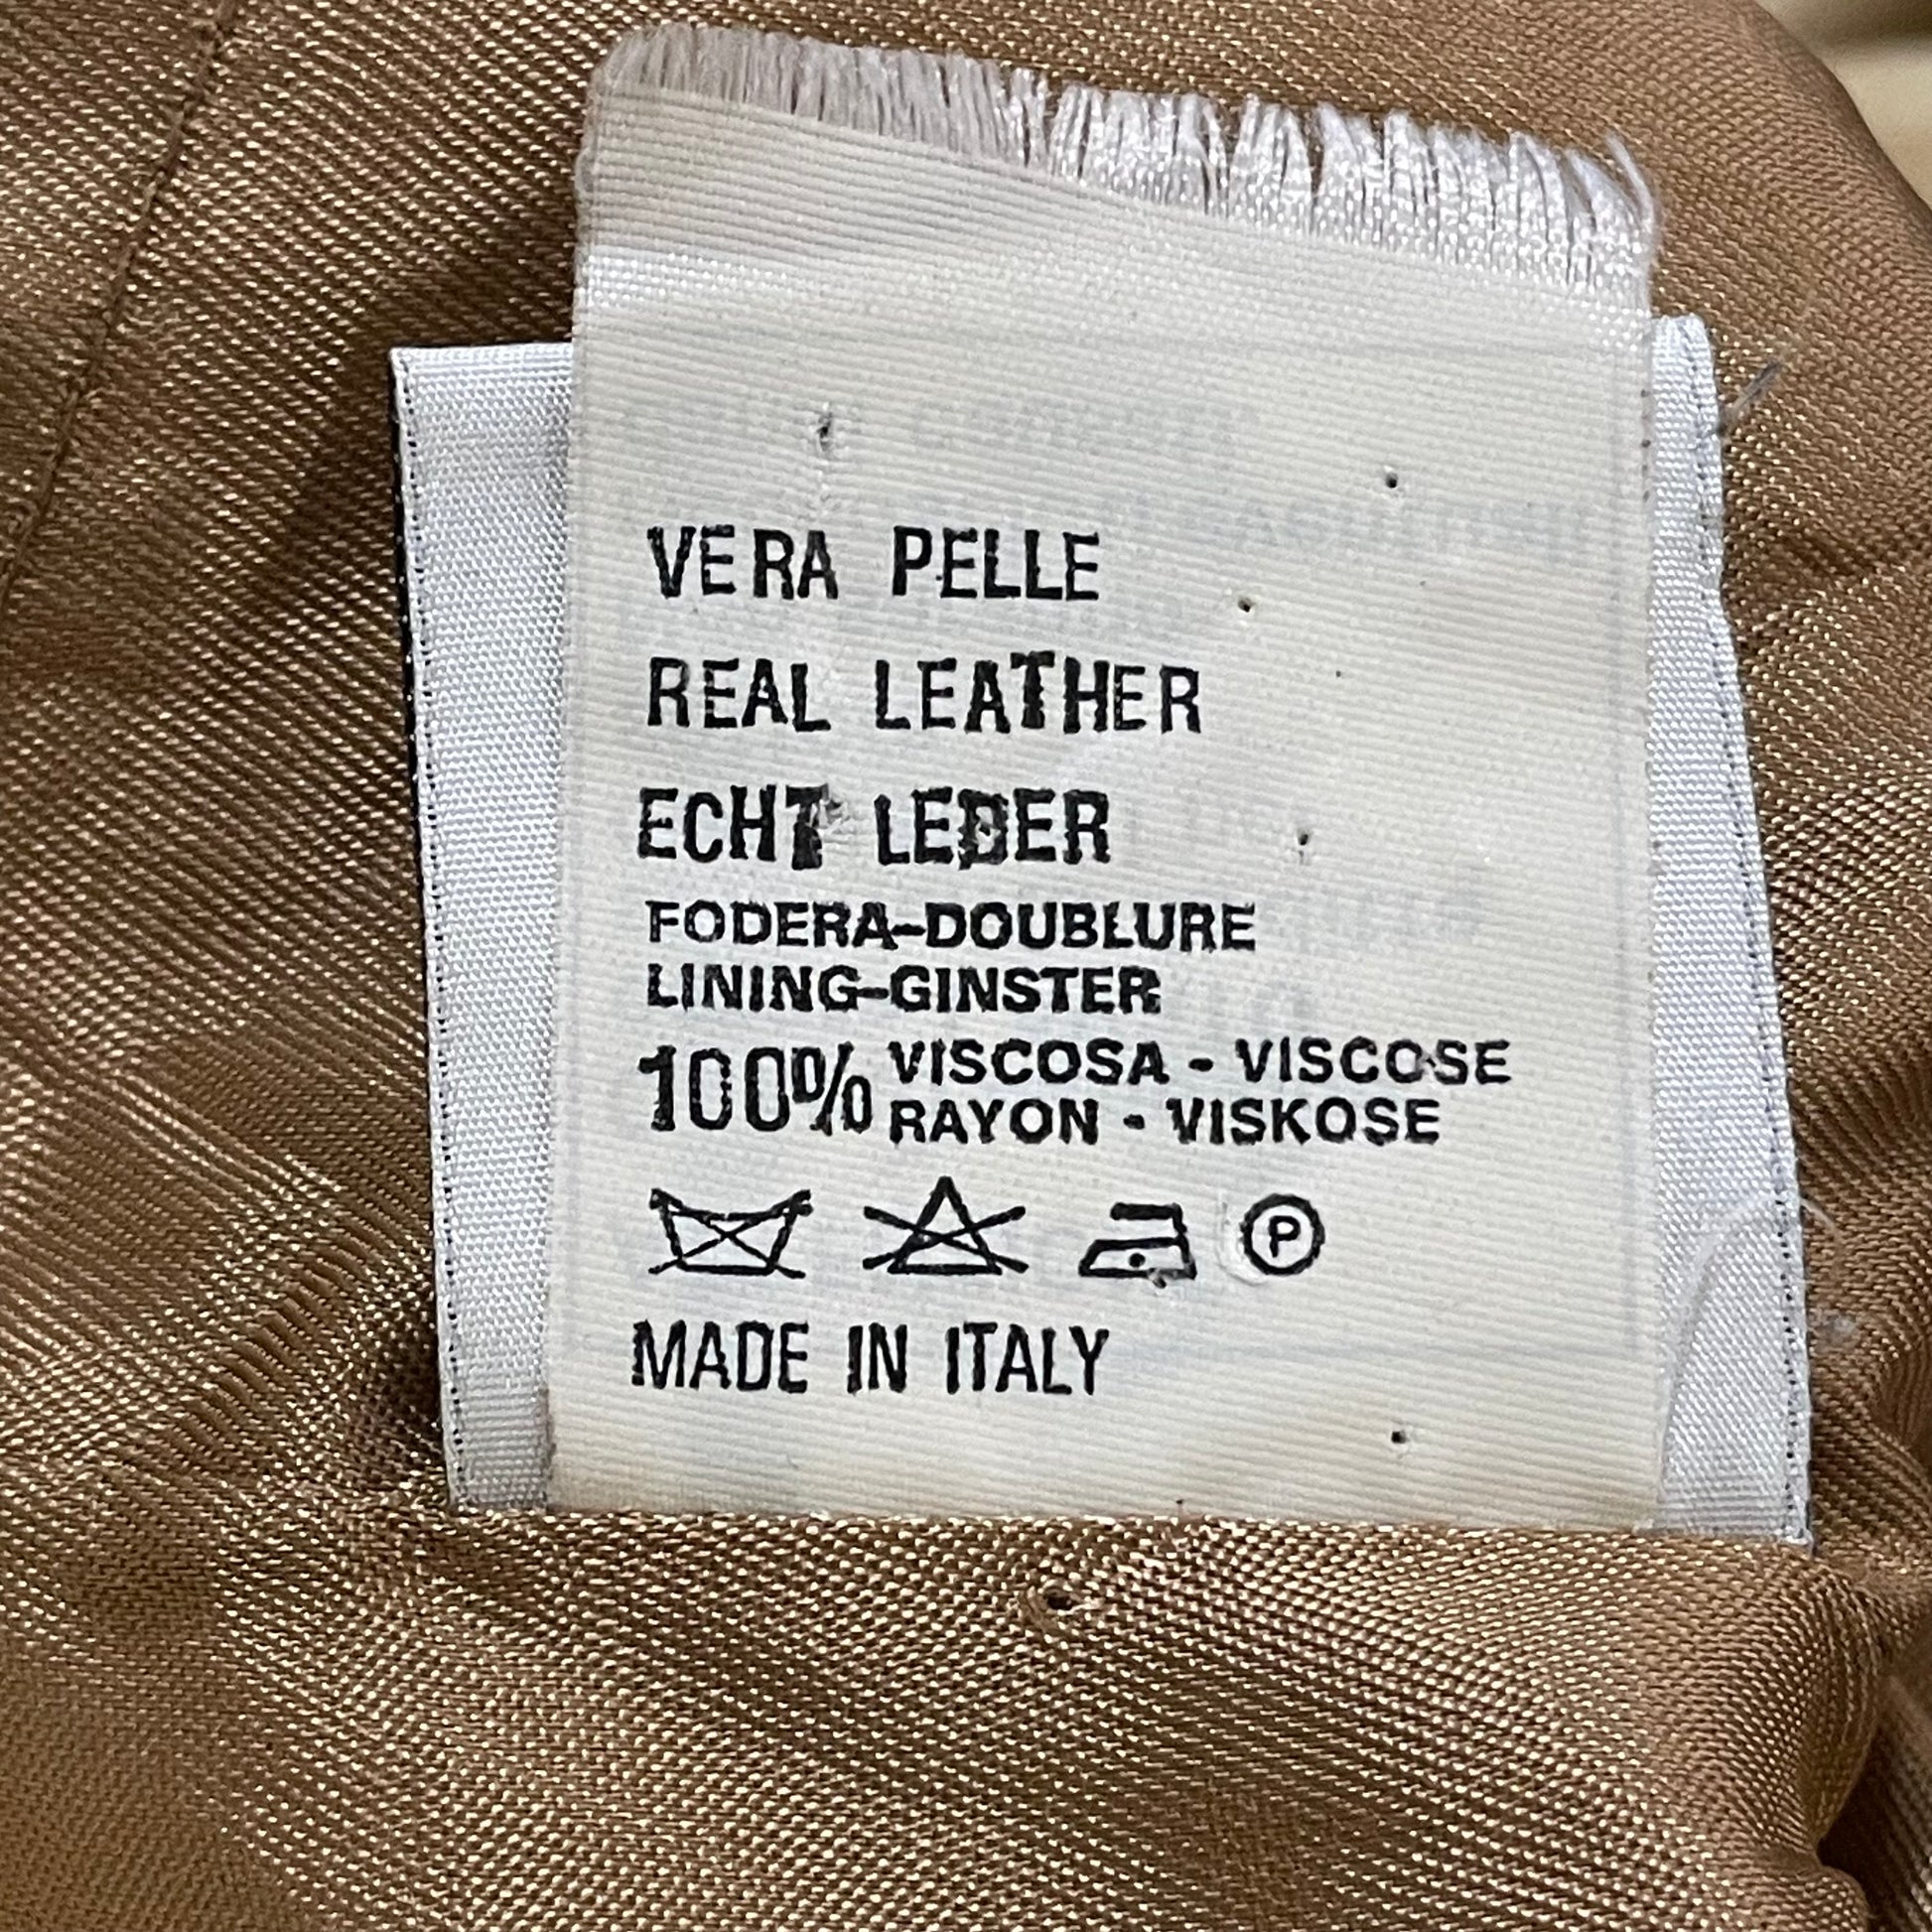 VERA PELLE
REAL LEATHER
ECHT LEDER
FODERA-DOUBLURE
LINING-GINSTER
100% VISCOSA - VISCOSE
RAYON - VISKOSE
P
MADE IN ITALY